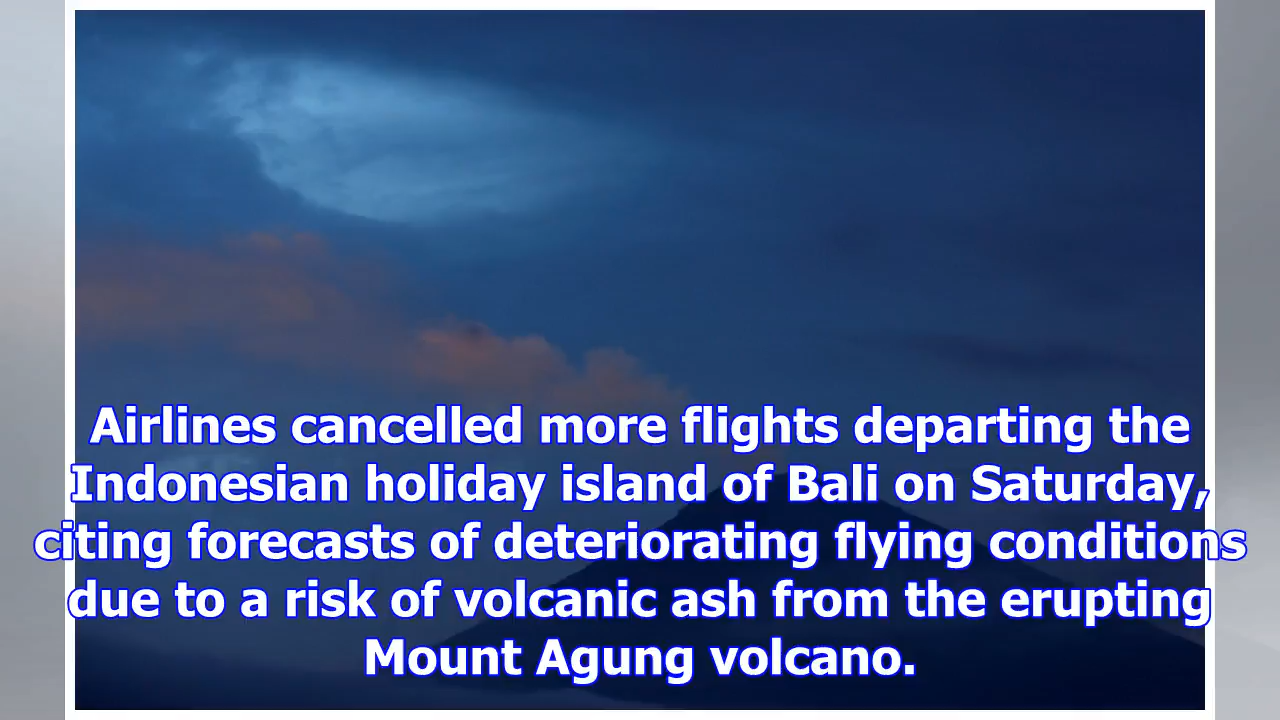 Airlines cancelled more flights departing the
Indonesian holiday island of Bali on Saturday,
citing forecasts of deteriorating flying conditions
due to a risk of volcanic ash from the erupting
Mount Agung volcano.